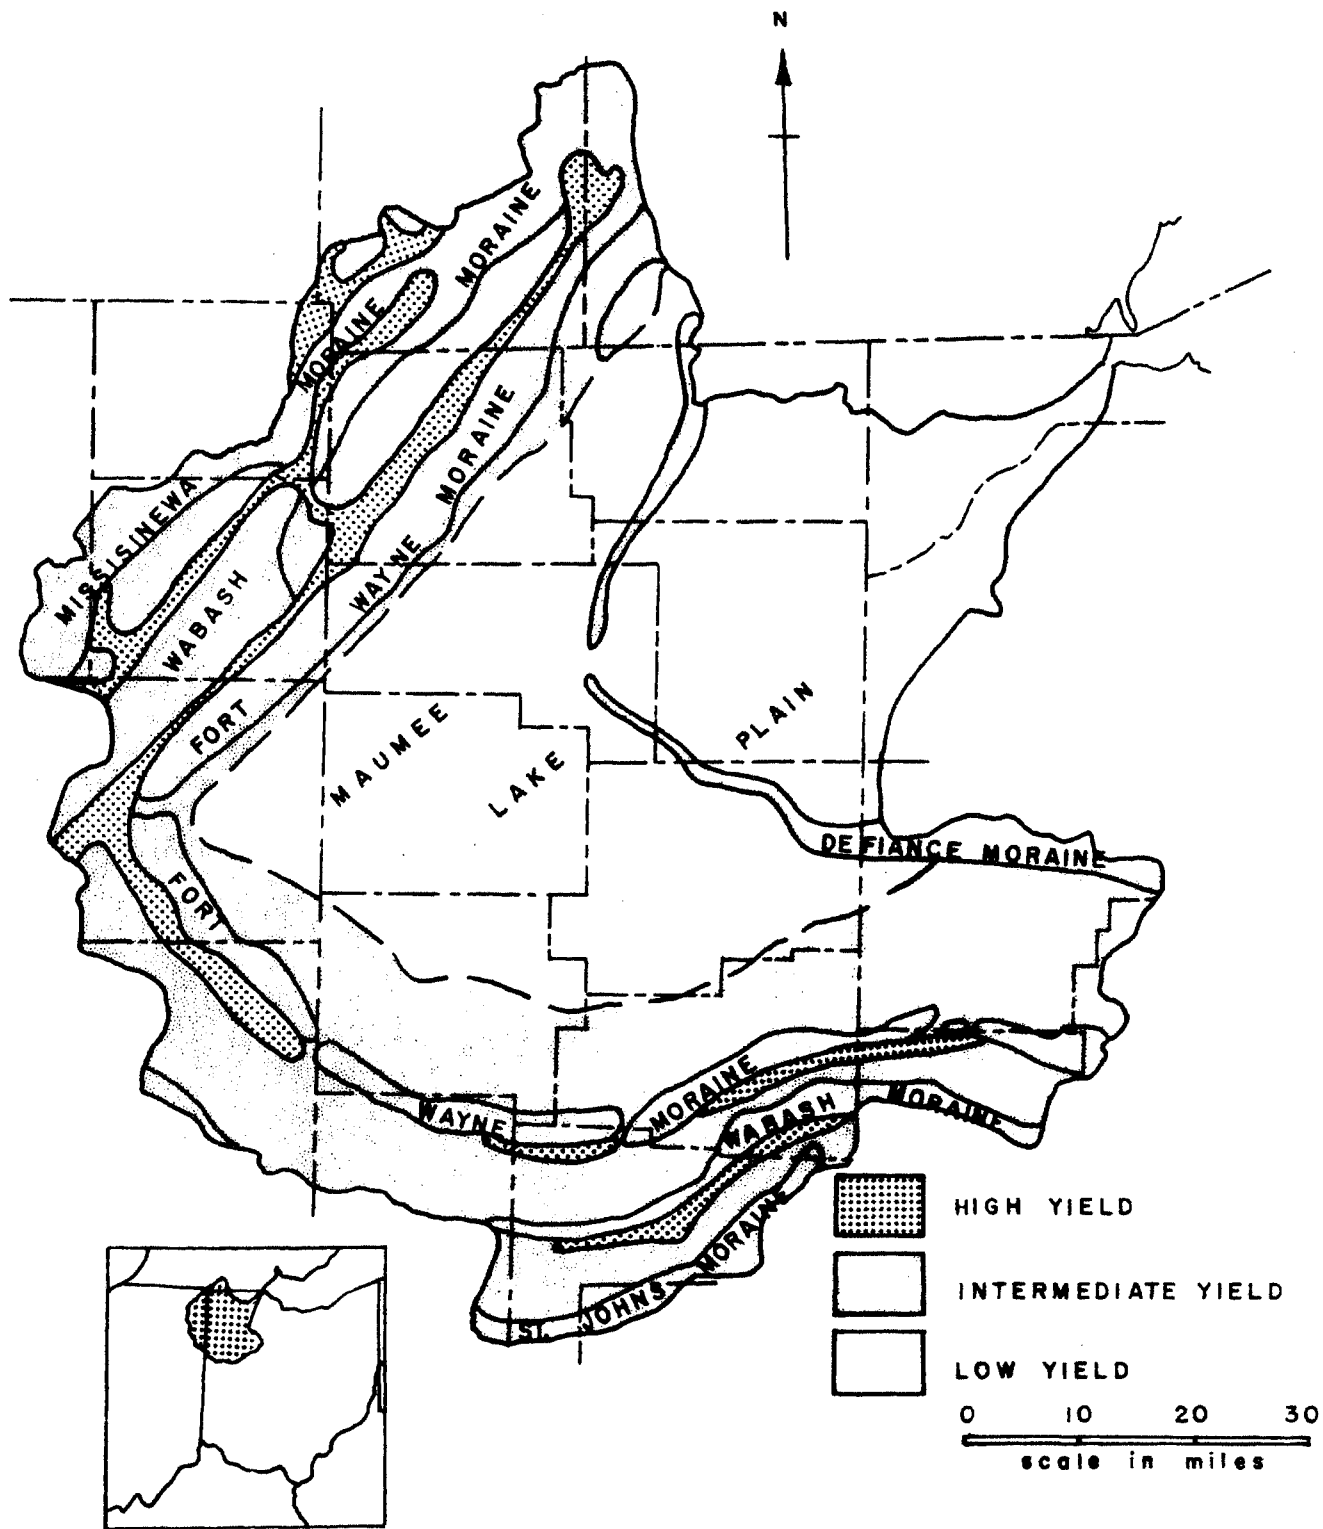 N
MORAINE
MORAINE
MORAINE
WAYNE
MISSISINEWA
WABASH
FORT
MAUMEE
LAKE
PLAIN
DEFIANCE MORAINE
FORT
WAYNE
MORAINE
WABASH
MORAINE
ST. JOHNS MORAINE
HIGH YIELD
INTERMEDIATE YIELD
LOW YIELD
0 10 20 30
scale in miles